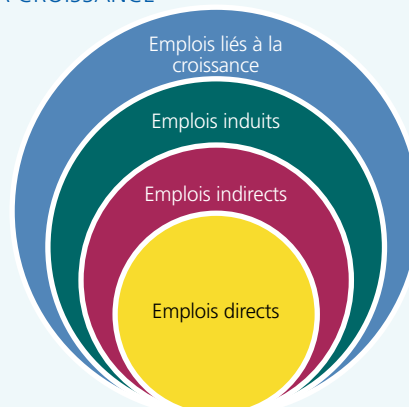 A CROISSANCE
Emplois liés à la
croissance
Emplois induits
Emplois indirects
Emplois directs